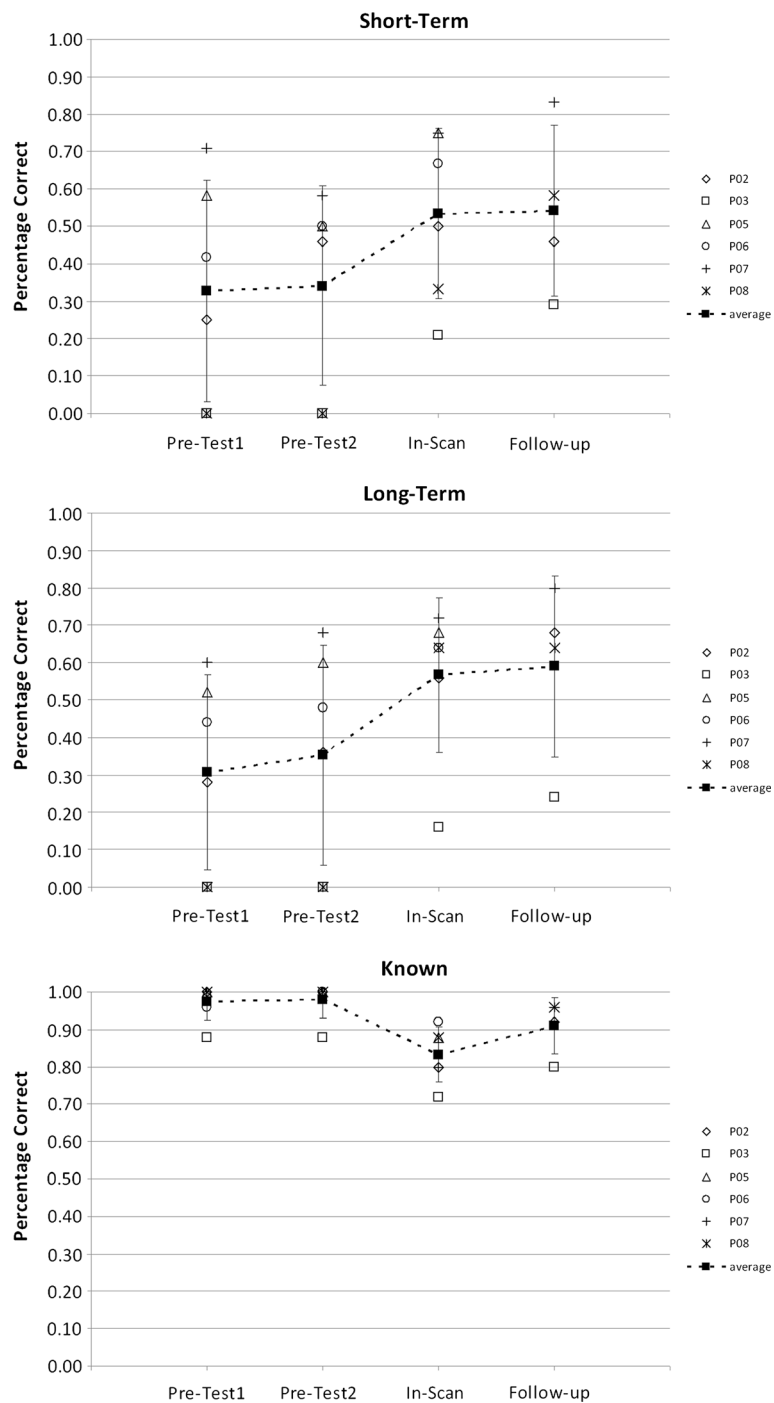 Short-Term
Percentage Correct
1.00
0.90
0.80
0.70
0.60
0.50
0.40
0.30
0.20
0.10
0.00
Pre-Test1 Pre-Test2 In-Scan Follow-up
P02
P03
P05
P06
P07
P08
average
Long-Term
Percentage Correct
1.00
0.90
0.80
0.70
0.60
0.50
0.40
0.30
0.20
0.10
0.00
Pre-Test1 Pre-Test2 In-Scan Follow-up
P02
P03
P05
P06
P07
P08
average
Known
Percentage Correct
1.00
0.90
0.80
0.70
0.60
0.50
0.40
0.30
0.20
0.10
0.00
Pre-Test1 Pre-Test2 In-Scan Follow-up
P02
P03
P05
P06
P07
P08
average